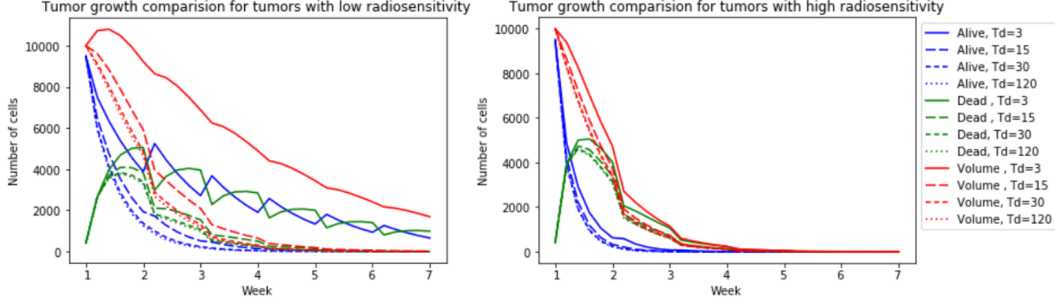 Tumor growth comparision for tumors with low radiosensitivity
Number of cells
10000
8000
6000
4000
2000
0
1 2 3 4 5 6 7
Week
Tumor growth comparision for tumors with high radiosensitivity
Number of cells
10000
8000
6000
4000
2000
0
1 2 3 4 5 6 7
Week
Alive, Td=3
Alive, Td=15
Alive, Td=30
Alive, Td=120
Dead , Td=3
Dead , Td=15
Dead, Td=30
Dead, Td=120
Volume , Td=3
Volume, Td=15
Volume, Td=30
Volume, Td=120